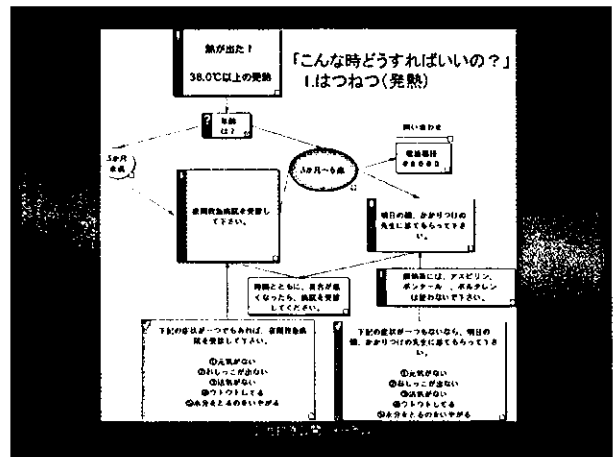 熱が出た？
38.0℃以上の発熱
「こんな時どうすればいいの？」
1.はつねつ（発熱）
年齢
は？
問い合わせ
3か月
未満
3か月〜6歳
電話相談
#8000
夜間救急病院を受診し
て下さい。
明日の朝、かかりつけの
先生に診てもらって下さ
い。
時間とともに、具合が悪
くなったら、病院を受診
してください。
解熱薬には、アスピリン、
ポンタール、ボルタレン
は使わないで下さい。
下記の症状が一つでもあれば、夜間救急病
院を受診して下さい。
①元気がない
②おしっこが出ない
③活気がない
④ウトウトしてる
⑤水分をとるのをいやがる
下記の症状が一つもないなら、明日の
朝、かかりつけの先生に診てもらって下さ
い。
①元気がない
②おしっこが出ない
③活気がない
④ウトウトしてる
⑤水分をとるのをいやがる